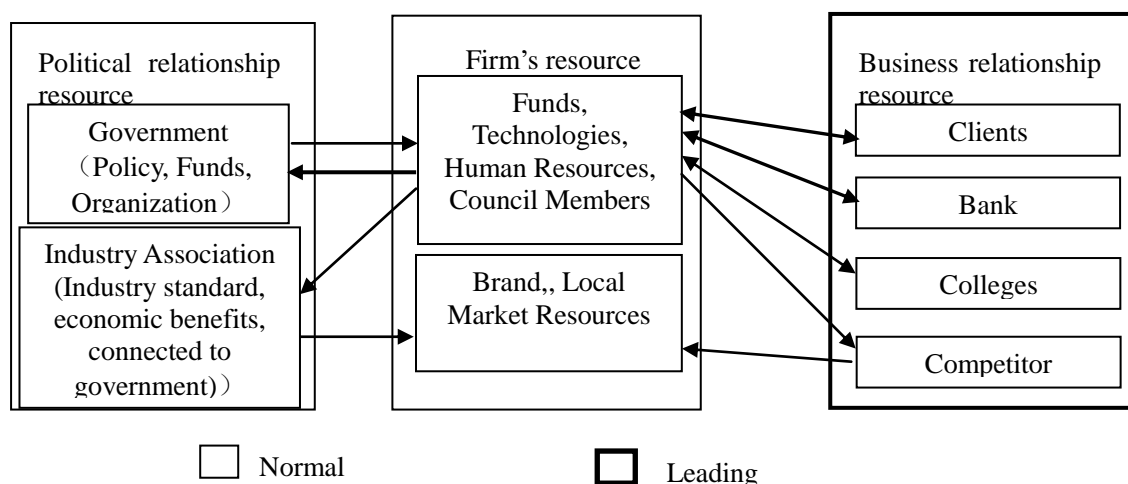 Political relationship
resource
Government
（Policy, Funds,
Organization）
Industry Association
(Industry standard,
economic benefits,
connected to
government)）
Firm’s resource
Funds,
Technologies,
Human Resources,
Council Members
Brand,, Local
Market Resources
Business relationship
resource
Clients
Bank
Colleges
Competitor
Normal
Leading